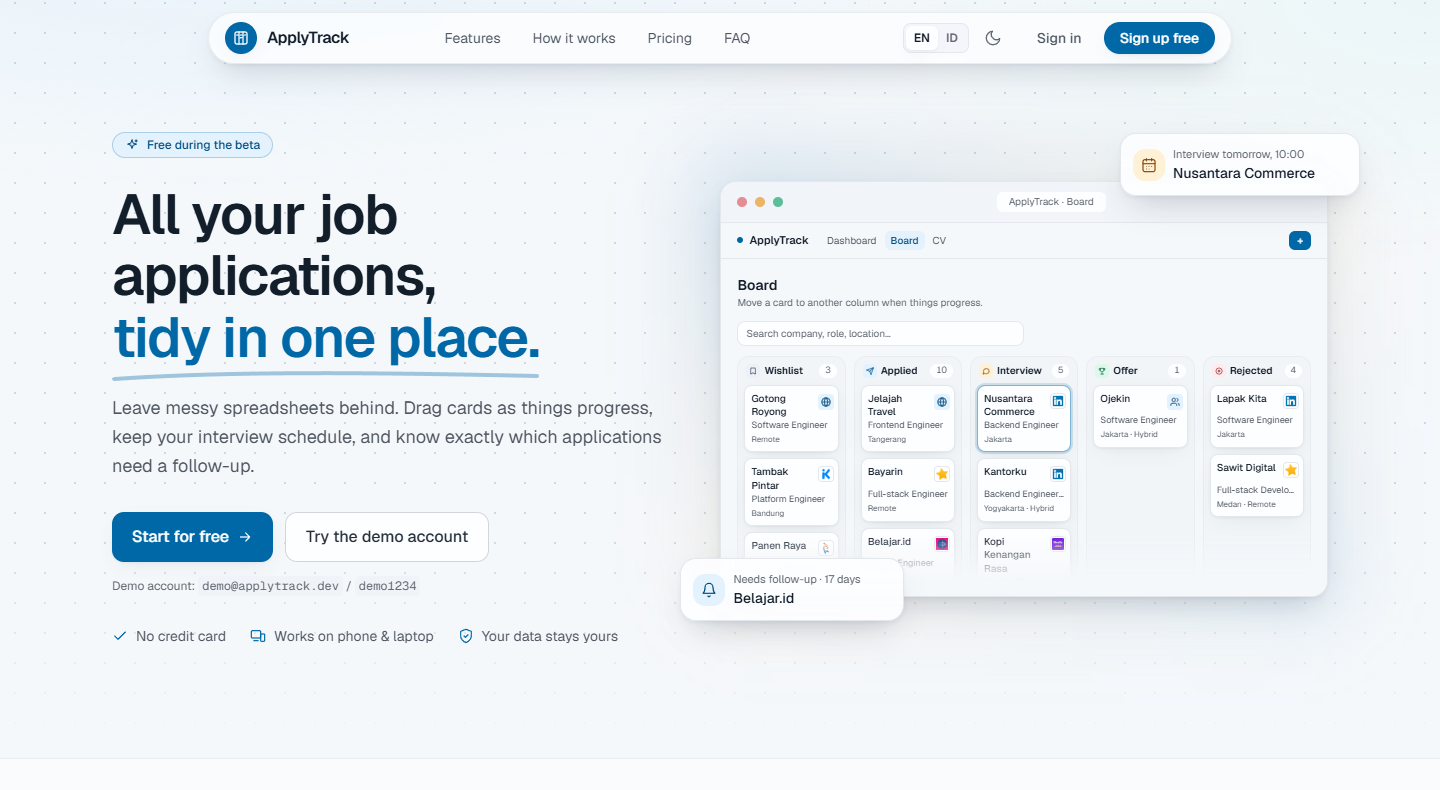 ApplyTrack
Features
How it works
Pricing
FAQ
EN
ID
Sign in
Sign up free
Free during the beta
All your job
applications,
tidy in one place.
Leave messy spreadsheets behind. Drag cards as things progress,
keep your interview schedule, and know exactly which applications
need a follow-up.
Start for free
Try the demo account
Demo account: demo@applytrack.dev / demo1234
No credit card
Works on phone & laptop
Your data stays yours
Interview tomorrow, 10:00
Nusantara Commerce
ApplyTrack · Board
ApplyTrack
Dashboard
Board
CV
Board
Move a card to another column when things progress.
Search company, role, location...
Wishlist
3
Gotong
Royong
Software Engineer
Remote
Tambak
Pintar
Platform Engineer
Bandung
Panen Raya
Applied
10
Jelajah
Travel
Frontend Engineer
Tangerang
Bayarin
Full-stack Engineer
Remote
Belajar.id
Engineer
Interview
5
Nusantara
Commerce
Backend Engineer
Jakarta
Kantorku
Backend Engineer...
Yogyakarta · Hybrid
Kopi
Kenangan
Rasa
Offer
1
Ojekin
Software Engineer
Jakarta · Hybrid
Rejected
4
Lapak Kita
Software Engineer
Jakarta
Sawit Digital
Full-stack Develo...
Medan · Remote
Needs follow-up · 17 days
Belajar.id